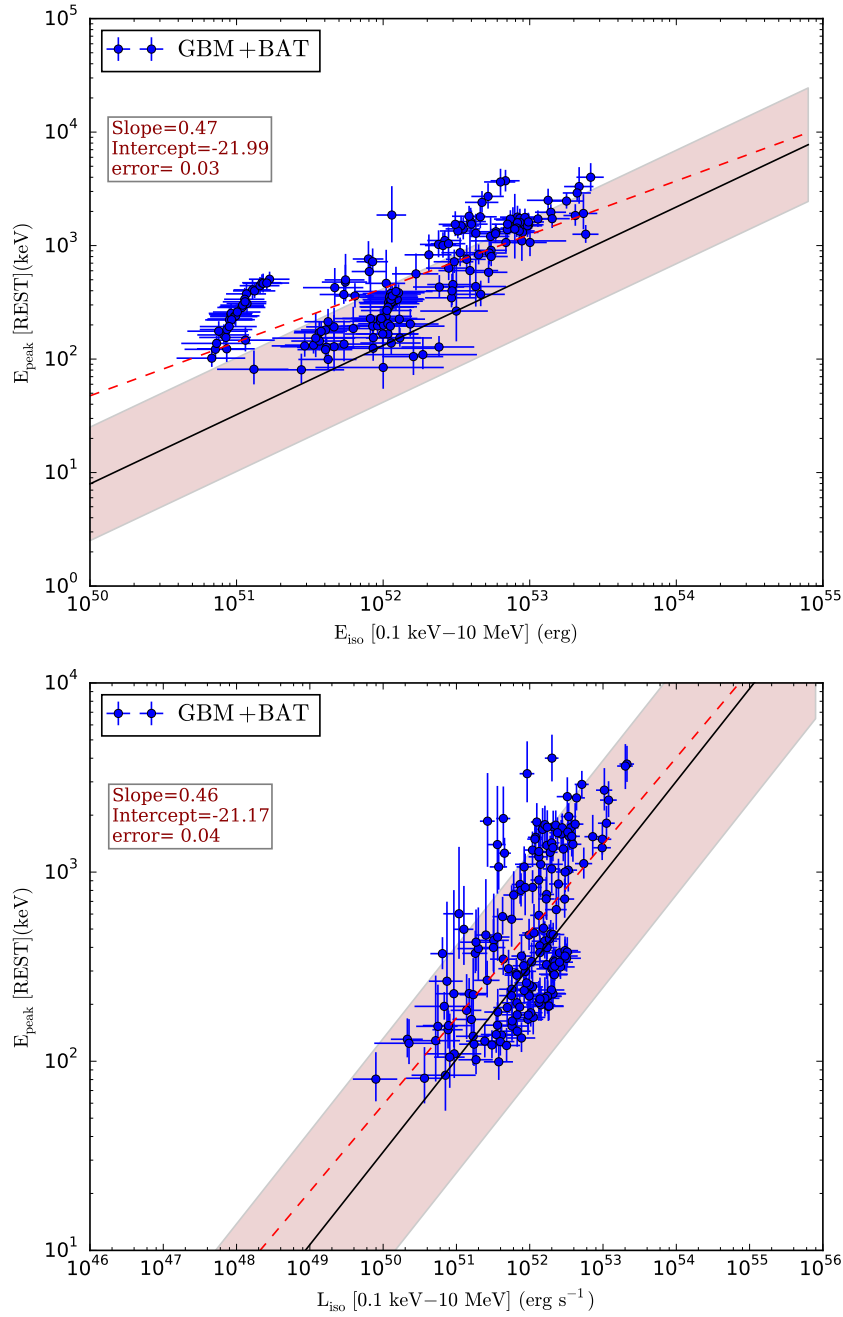 10^5
10^4
10^3
10^2
10^1
10^0
E_peak [REST](keV)
GBM+BAT
Slope=0.47
Intercept=-21.99
error= 0.03
10^50 10^51 10^52 10^53 10^54 10^55
E_iso [0.1 keV−10 MeV] (erg)
10^4
10^3
10^2
10^1
E_peak [REST](keV)
GBM+BAT
Slope=0.46
Intercept=-21.17
error= 0.04
10^46 10^47 10^48 10^49 10^50 10^51 10^52 10^53 10^54 10^55 10^56
L_iso [0.1 keV−10 MeV] (erg s^−1)